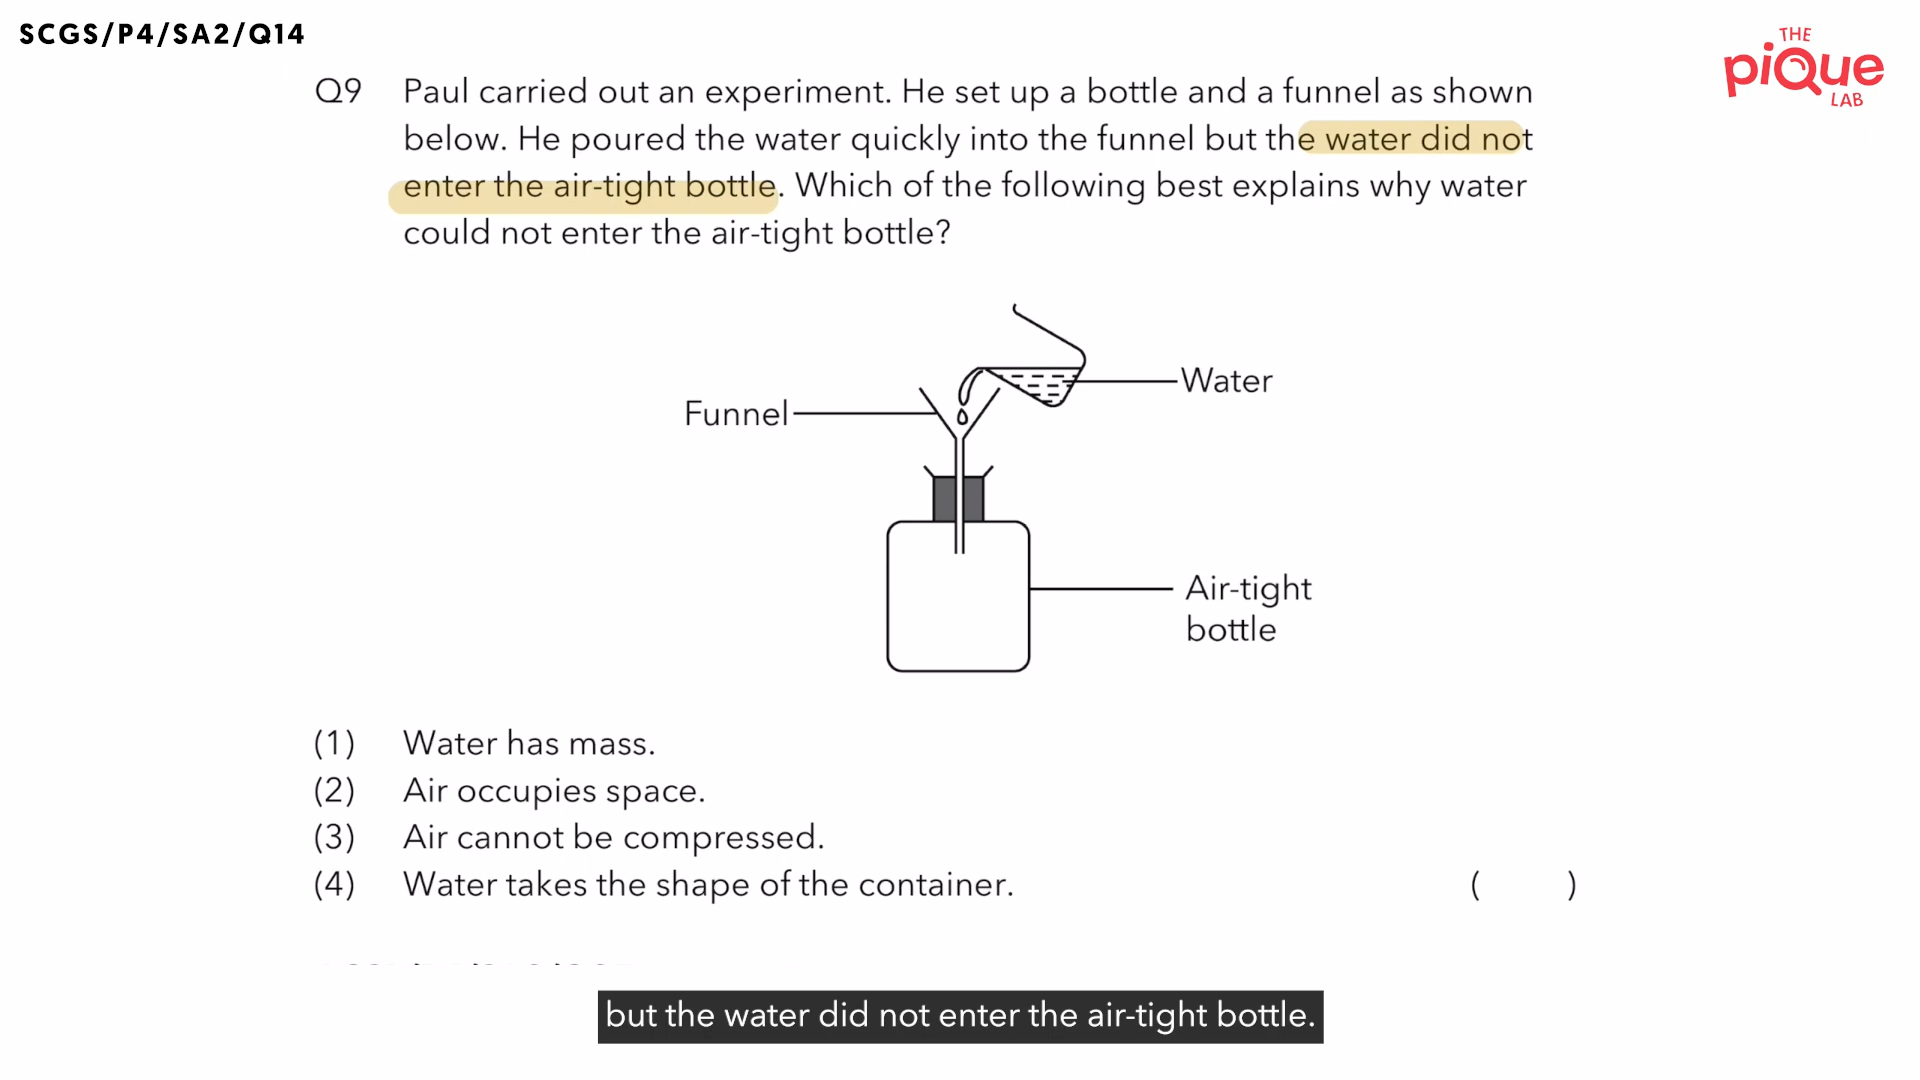 SCGS/P4/SA2/Q14
THE
piQue
LAB
Q9 Paul carried out an experiment. He set up a bottle and a funnel as shown
below. He poured the water quickly into the funnel but the water did not
enter the air-tight bottle. Which of the following best explains why water
could not enter the air-tight bottle?
Water
Funnel
Air-tight
bottle
(1) Water has mass.
(2) Air occupies space.
(3) Air cannot be compressed.
(4) Water takes the shape of the container.
( )
but the water did not enter the air-tight bottle.